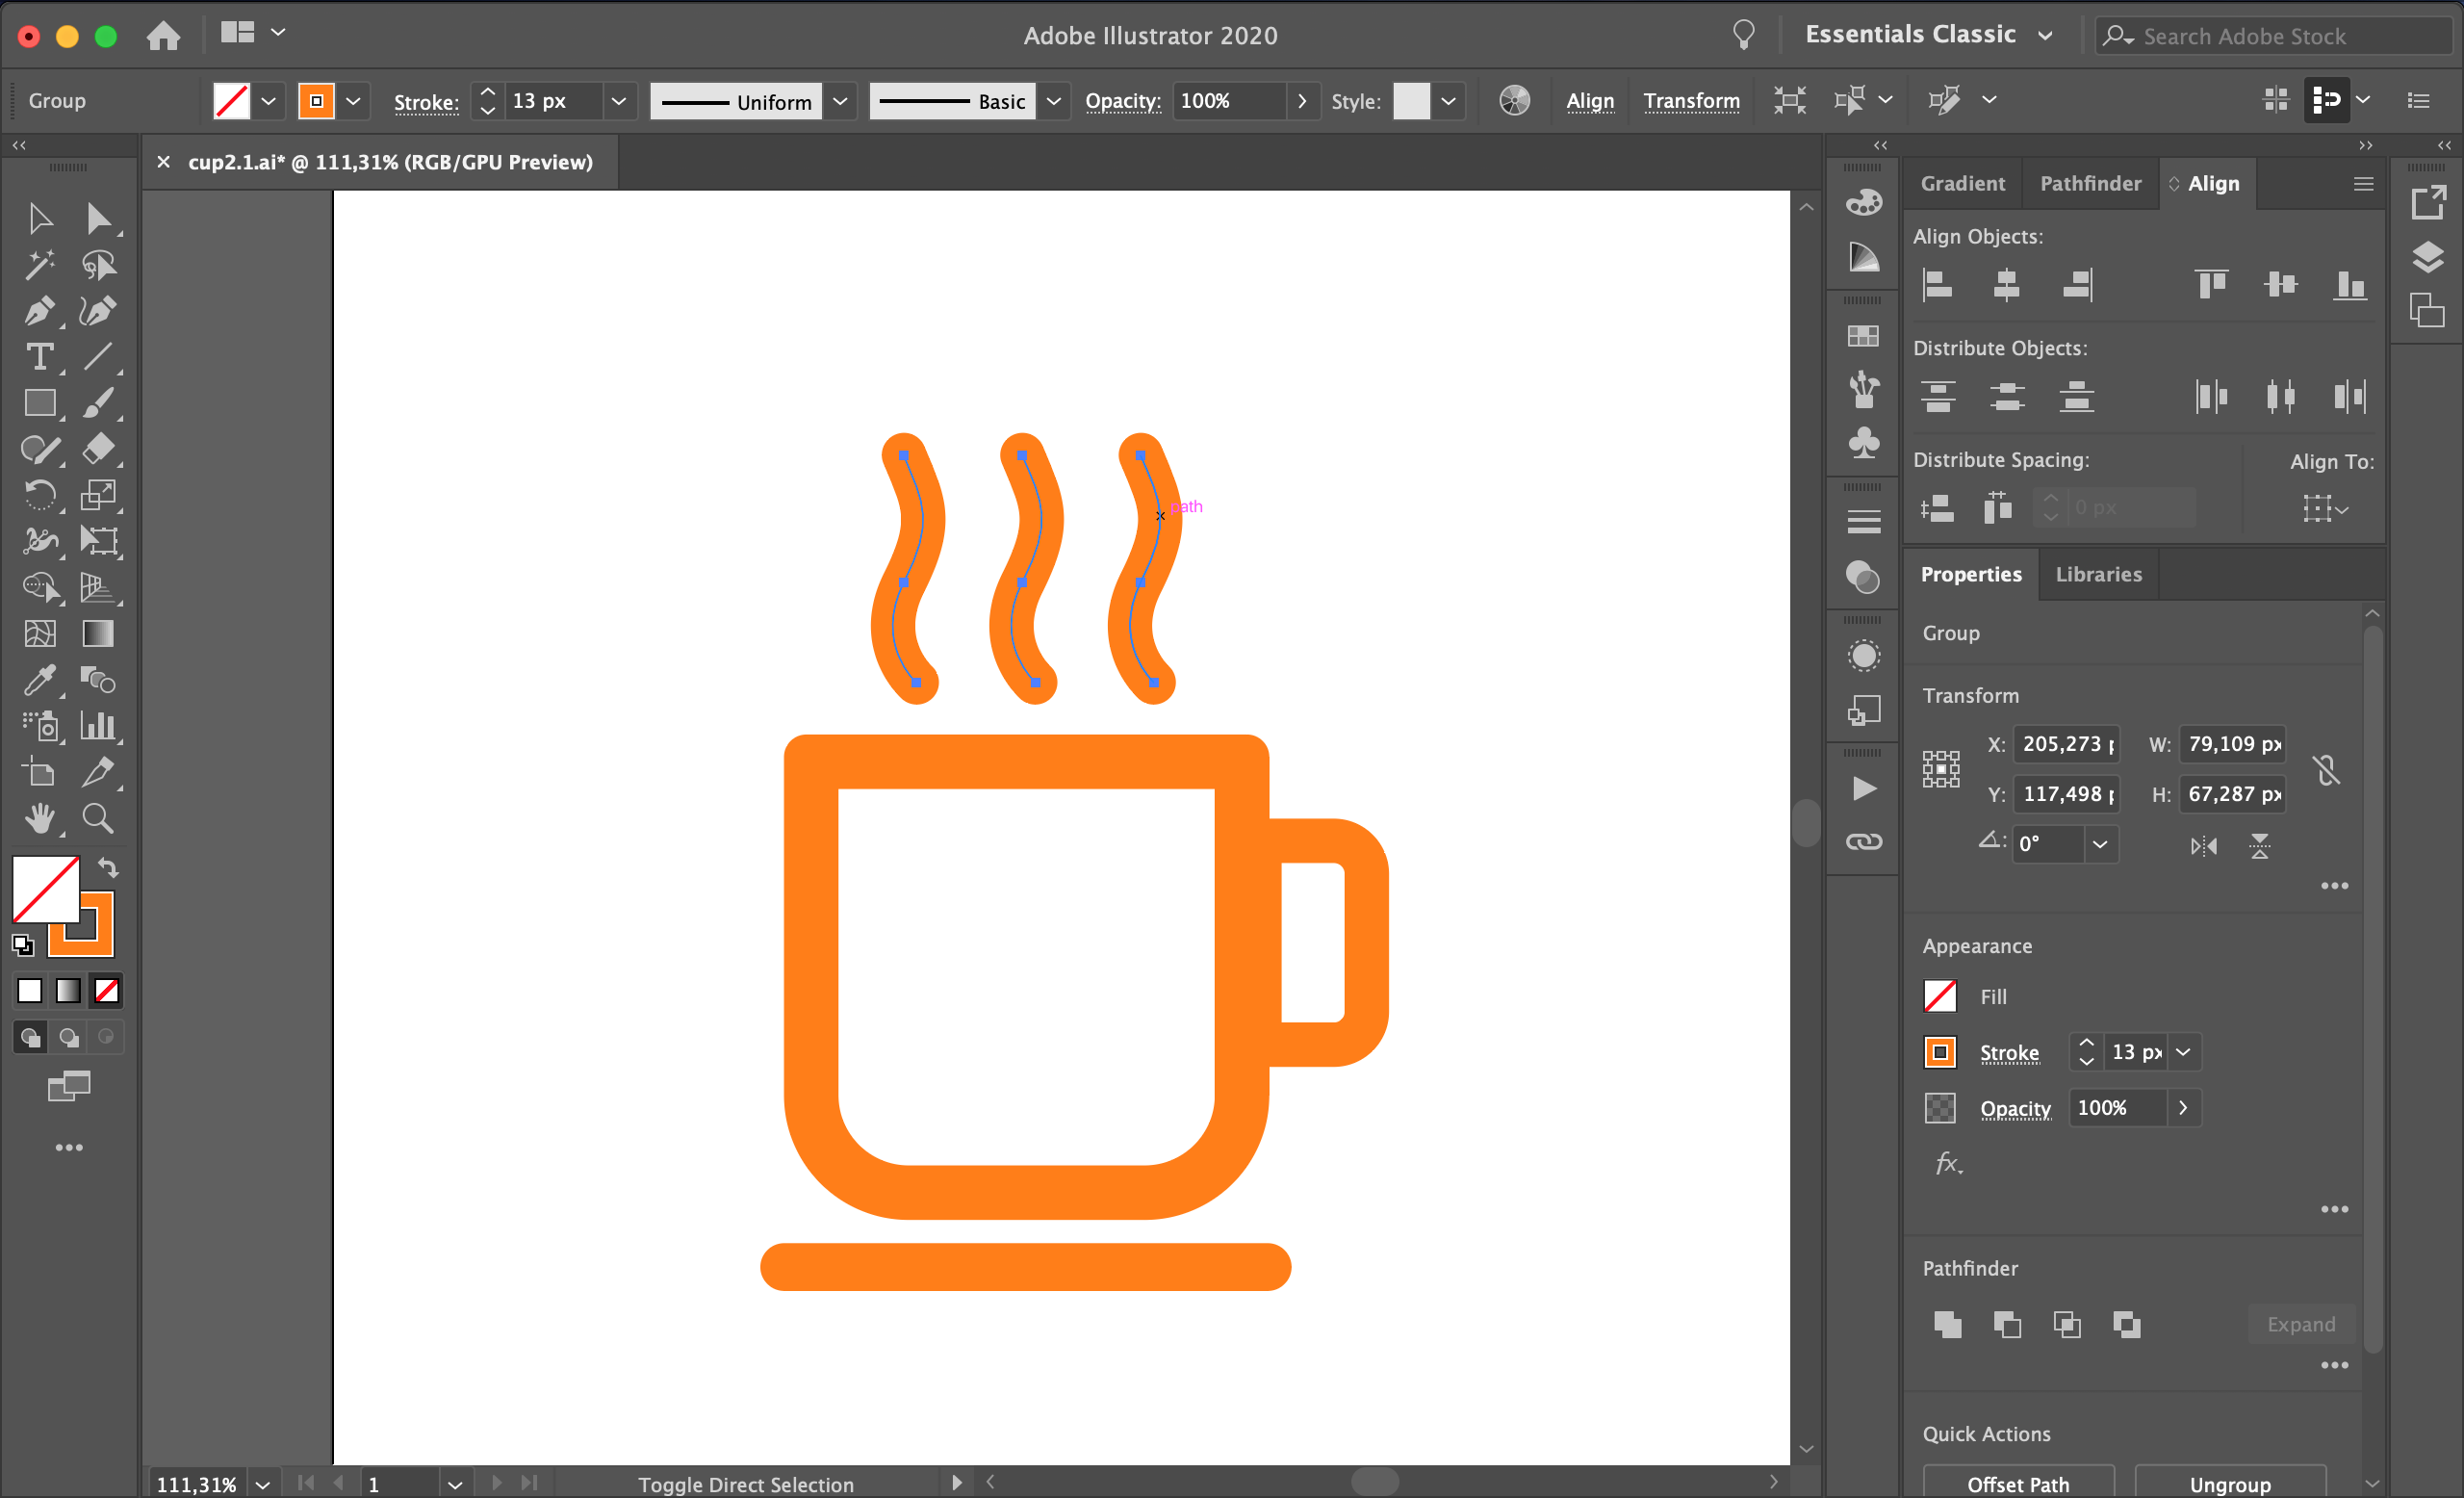 Adobe Illustrator 2020
Essentials Classic
Search Adobe Stock
Group
Stroke:
13 px
Uniform
Basic
Opacity:
100%
Style:
Align
Transform
cup2.1.ai* @ 111,31% (RGB/GPU Preview)
Gradient
Pathfinder
Align
Align Objects:
Distribute Objects:
Distribute Spacing:
Align To:
0 px
path
Properties
Libraries
Group
Transform
X:
205,273 p
W:
79,109 px
Y:
117,498 p
H:
67,287 px
0°
Appearance
Fill
Stroke
13 px
Opacity
100%
fx.
Pathfinder
Expand
Quick Actions
Offset Path
Ungroup
111,31%
1
Toggle Direct Selection